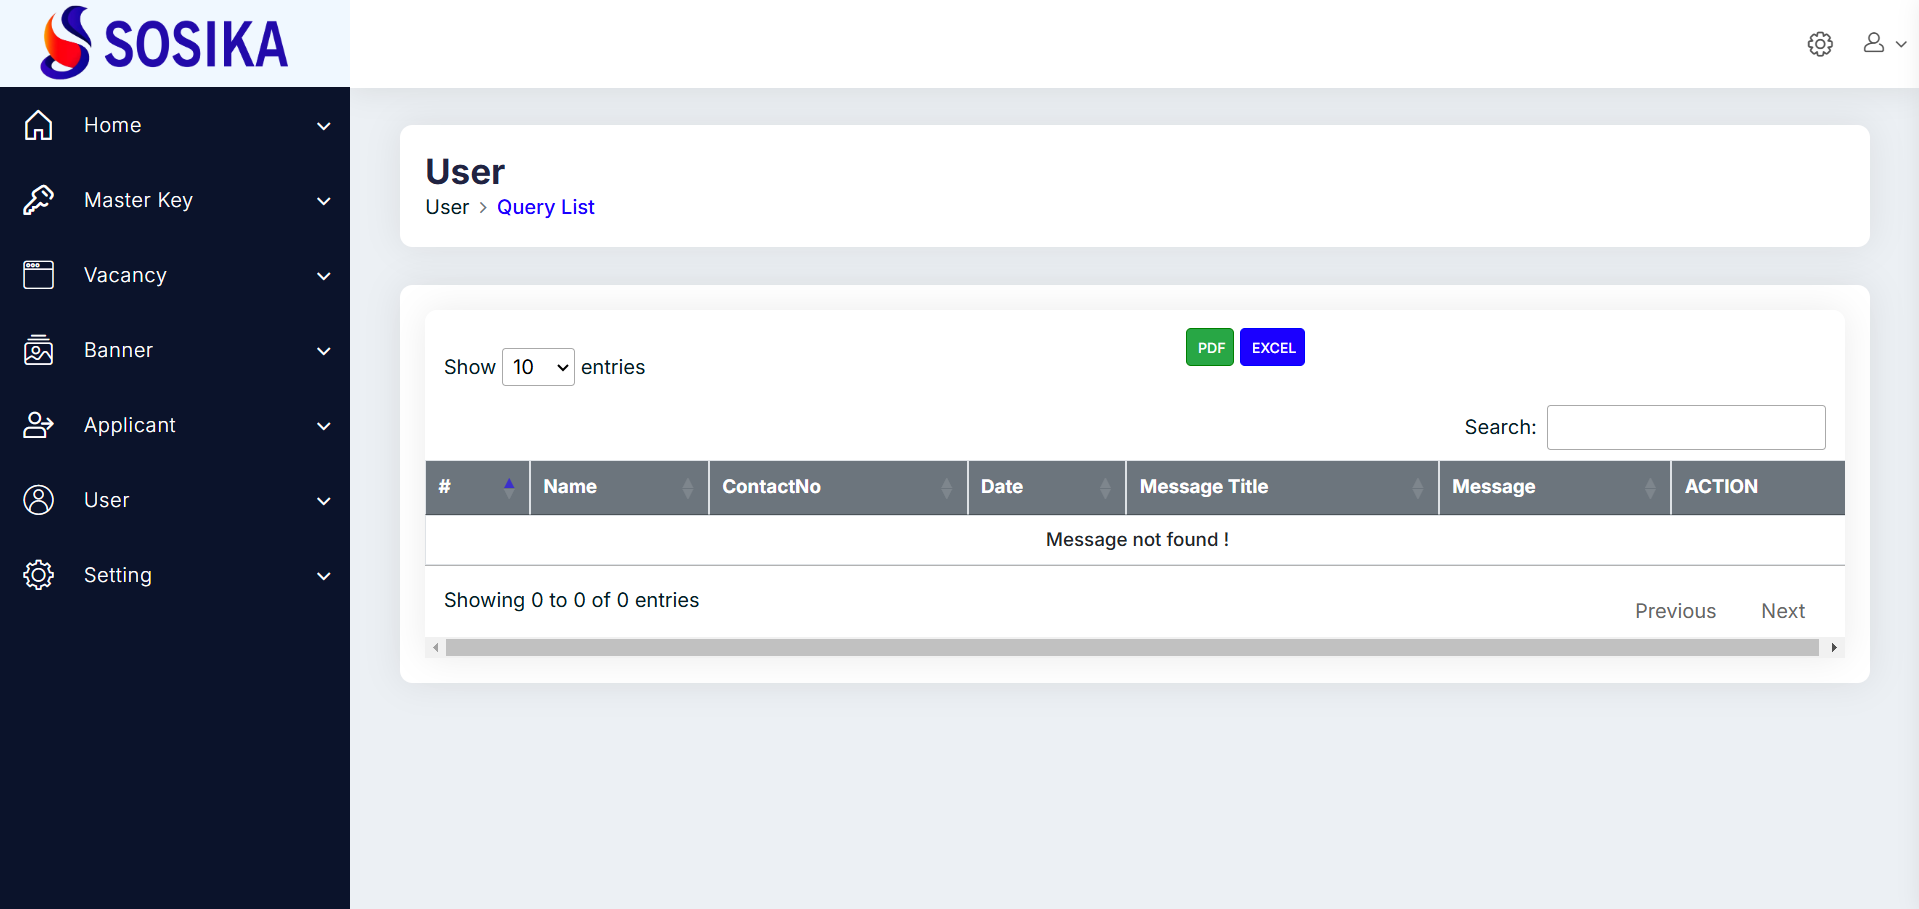 SOSIKA
Home
Master Key
Vacancy
Banner
Applicant
User
Setting
User
User > Query List
Show 10 entries
PDF EXCEL
Search:
# Name ContactNo Date Message Title Message ACTION
Message not found !
Showing 0 to 0 of 0 entries
Previous Next